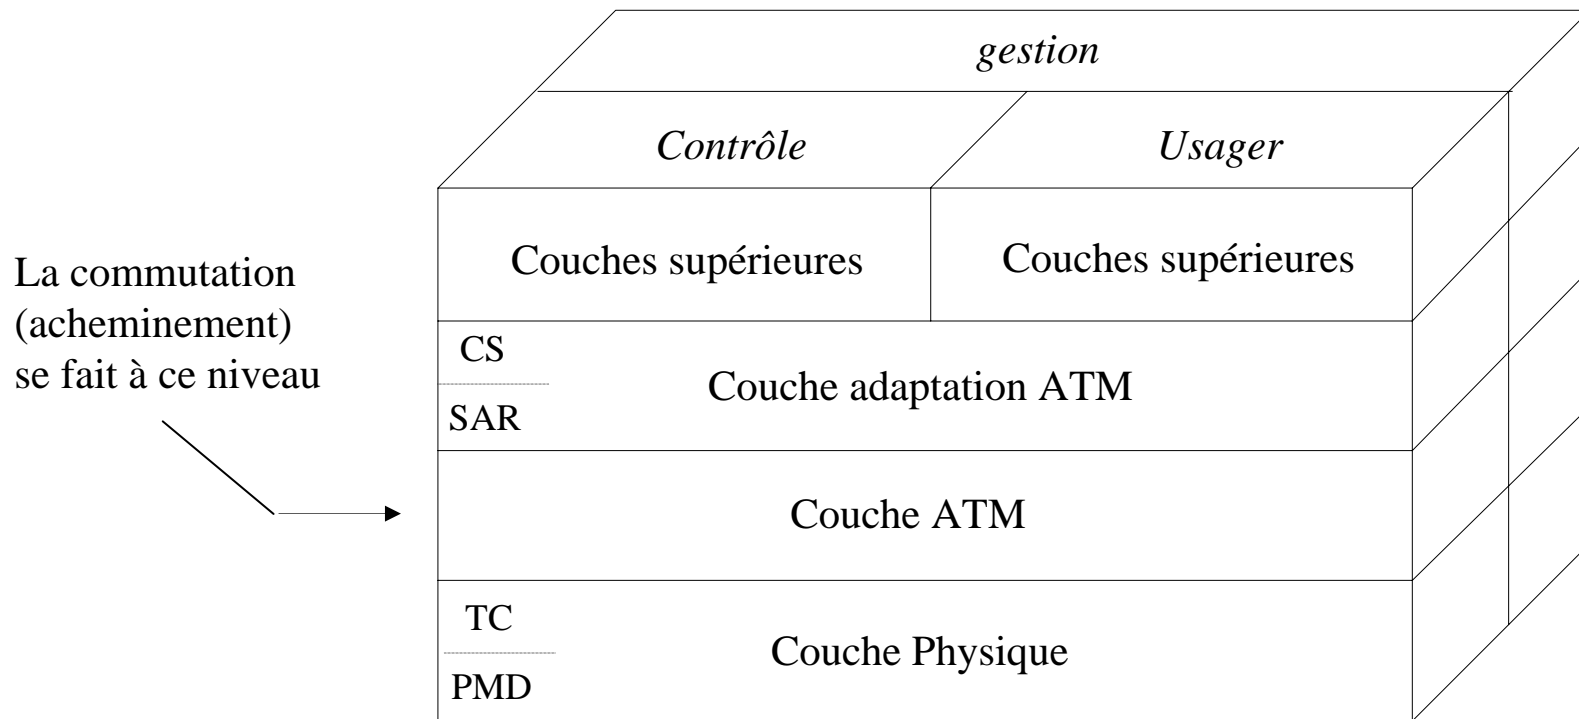 gestion
Contrôle
Usager
Couches supérieures
Couches supérieures
La commutation
(acheminement)
se fait à ce niveau
CS
SAR
Couche adaptation ATM
Couche ATM
TC
PMD
Couche Physique